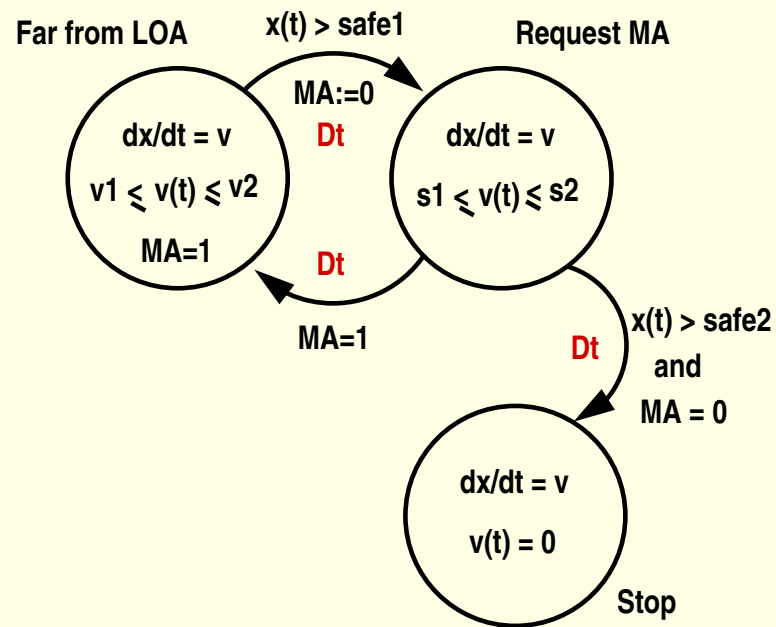 Far from LOA
x(t) > safe1
Request MA
MA:=0
Dt
dx/dt = v
v1 ≤ v(t) ≤ v2
MA=1
dx/dt = v
s1 ≤ v(t) ≤ s2
Dt
MA=1
x(t) > safe2
and
MA = 0
Dt
dx/dt = v
v(t) = 0
Stop